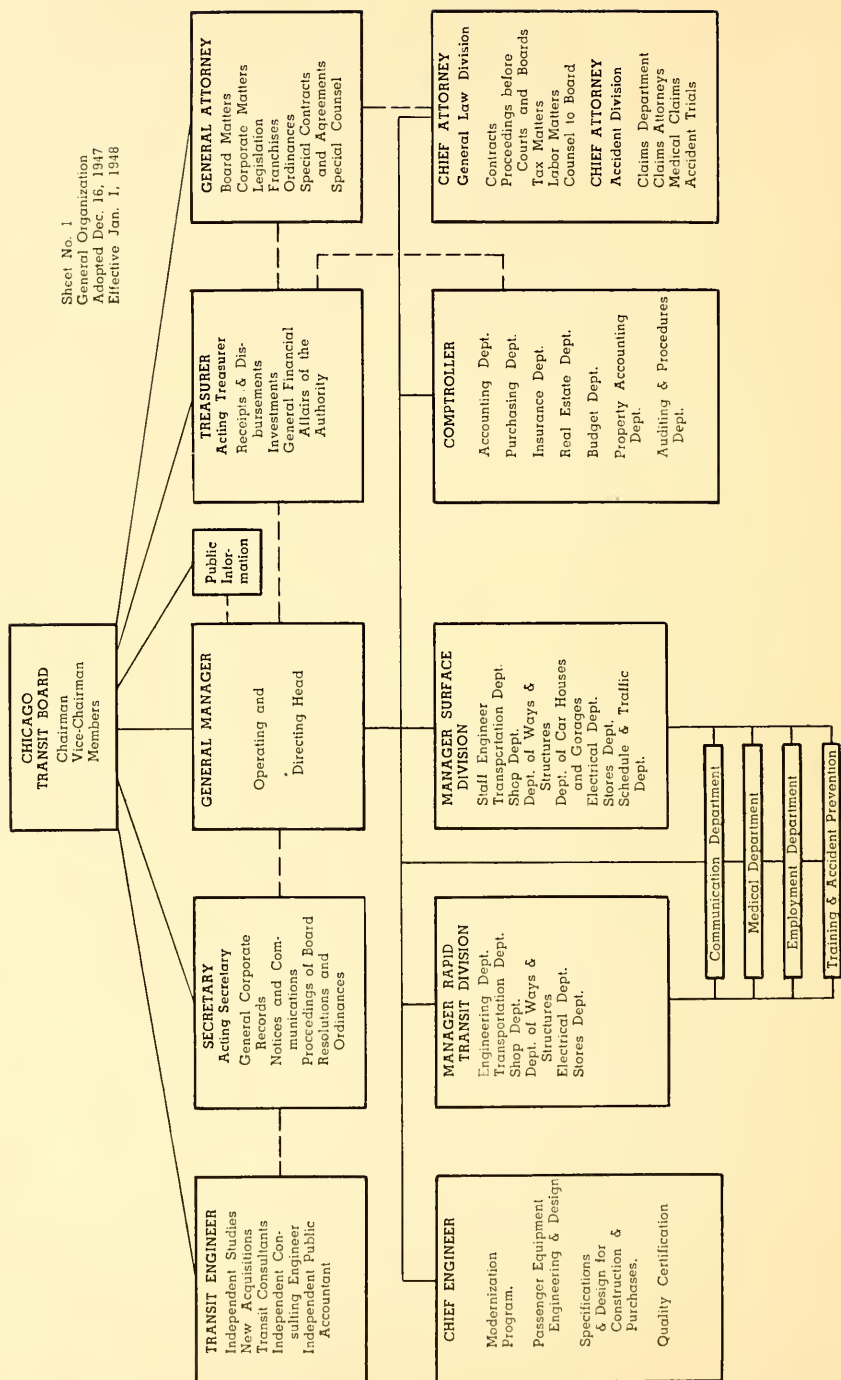 Sheet No. 1
General Organization
Adopted Dec. 16, 1947
Effective Jan. 1, 1948
CHICAGO
TRANSIT BOARD
Chairman
Vice-Chairman
Members
TRANSIT ENGINEER
Independent Studies
New Acquisitions
Transit Consultants
Independent Con-
sulting Engineer
Independent Public
Accountant
SECRETARY
Acting Secretary
General Corporate
Records
Notices and Com-
munications
Proceedings of Board
Resolutions and
Ordinances
GENERAL MANAGER
Operating and
Directing Head
Public
Infor-
mation
TREASURER
Acting Treasurer
Receipts & Dis-
bursements
Investments
General Financial
Affairs of the
Authority
GENERAL ATTORNEY
Board Matters
Corporate Matters
Legislation
Franchises
Ordinances
Special Contracts
and Agreements
Special Counsel
CHIEF ENGINEER
Modernization
Program.
Passenger Equipment
Engineering & Design
Specifications
& Design for
Construction &
Purchases.
Quality Certification
MANAGER RAPID
TRANSIT DIVISION
Engineering Dept.
Transportation Dept.
Shop Dept.
Dept. of Ways &
Structures
Electrical Dept.
Stores Dept.
MANAGER SURFACE
DIVISION
Staff Engineer
Transportation Dept.
Shop Dept.
Dept. of Ways &
Structures
Dept. of Car Houses
and Gorages
Electrical Dept.
Stores Dept.
Schedule & Traffic
Dept.
COMPTROLLER
Accounting Dept.
Purchasing Dept.
Insurance Dept.
Real Estate Dept.
Budget Dept.
Property Accounting
Dept.
Auditing & Procedures
Dept.
CHIEF ATTORNEY
General Law Division
Contracts
Proceedings before
Courts and Boards
Tax Matters
Labor Matters
Counsel to Board
CHIEF ATTORNEY
Accident Division
Claims Department
Claims Attorneys
Medical Claims
Accident Trials
Communication Department
Medical Department
Employment Department
Training & Accident Prevention